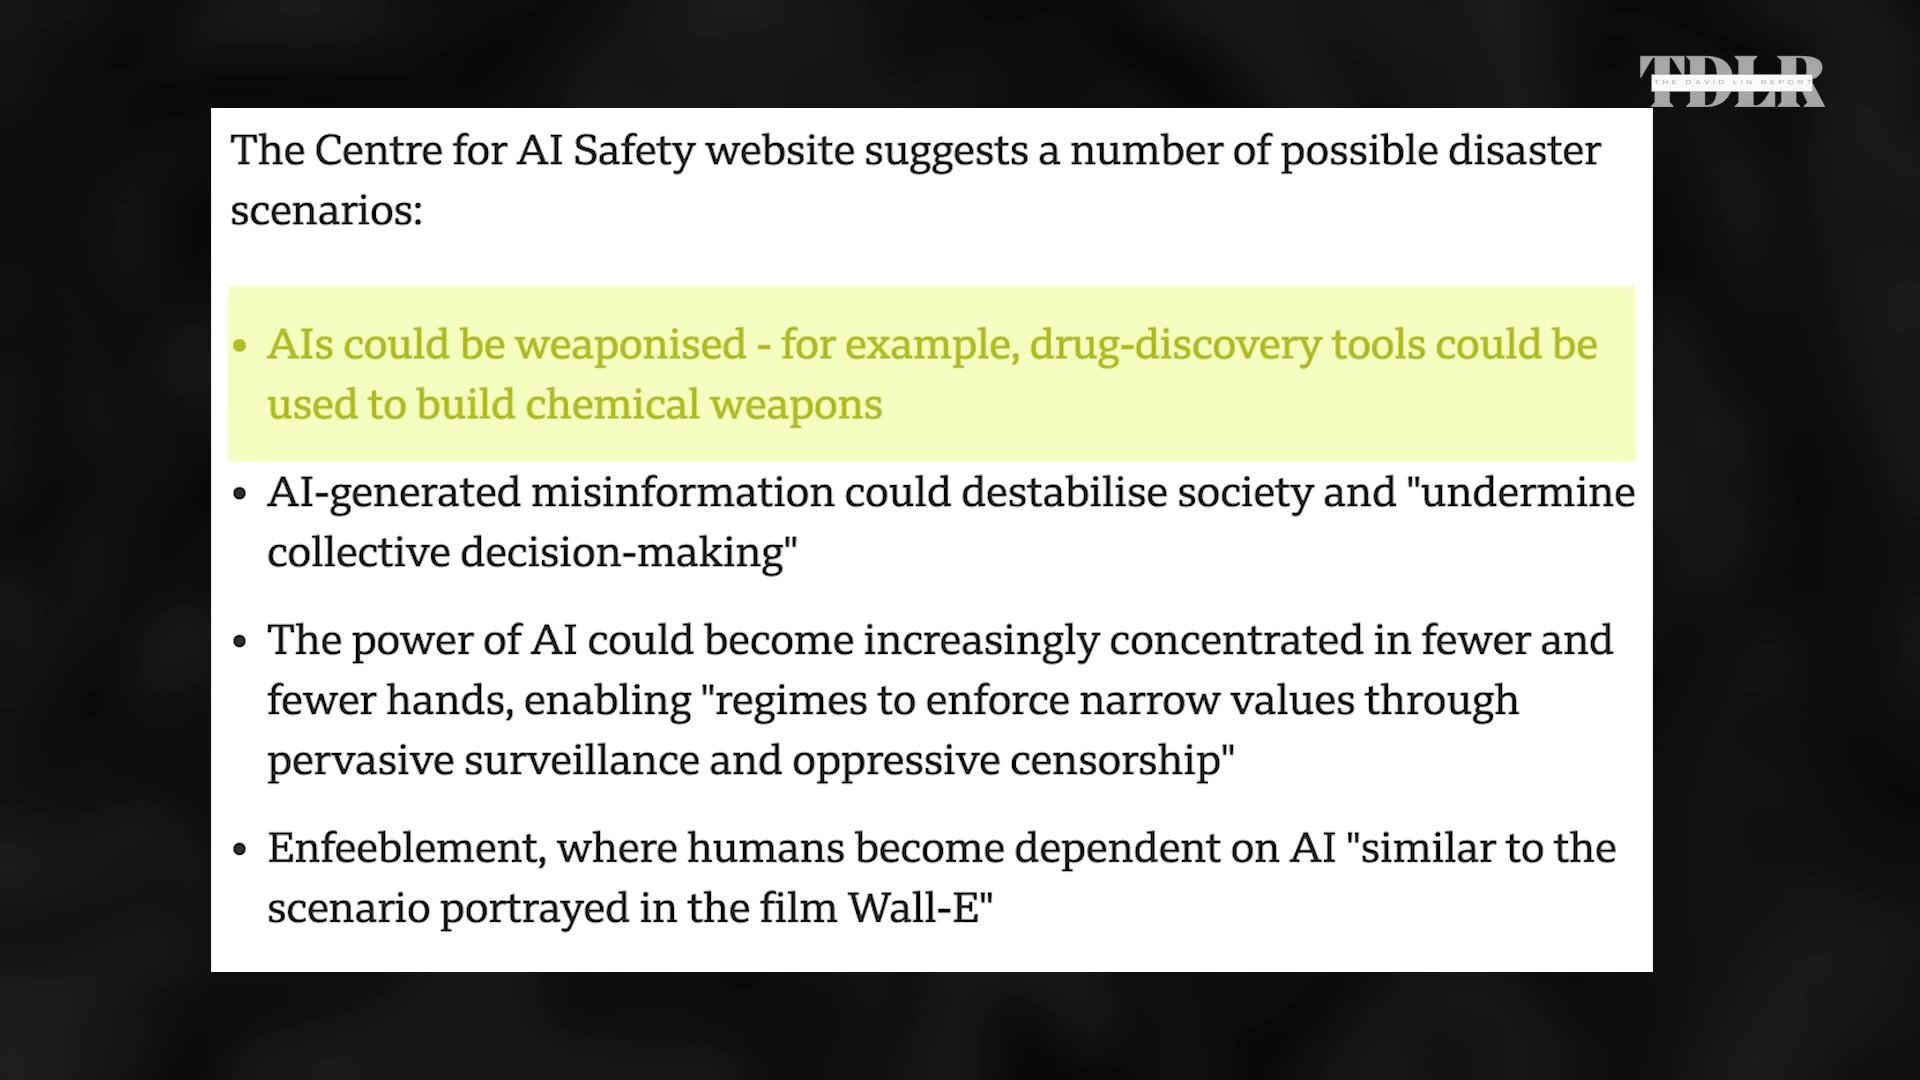 TDLR
THE DAVID LIN REPORT
The Centre for AI Safety website suggests a number of possible disaster
scenarios:
• AIs could be weaponised - for example, drug-discovery tools could be
used to build chemical weapons
• AI-generated misinformation could destabilise society and "undermine
collective decision-making"
• The power of AI could become increasingly concentrated in fewer and
fewer hands, enabling "regimes to enforce narrow values through
pervasive surveillance and oppressive censorship"
• Enfeeblement, where humans become dependent on AI "similar to the
scenario portrayed in the film Wall-E"